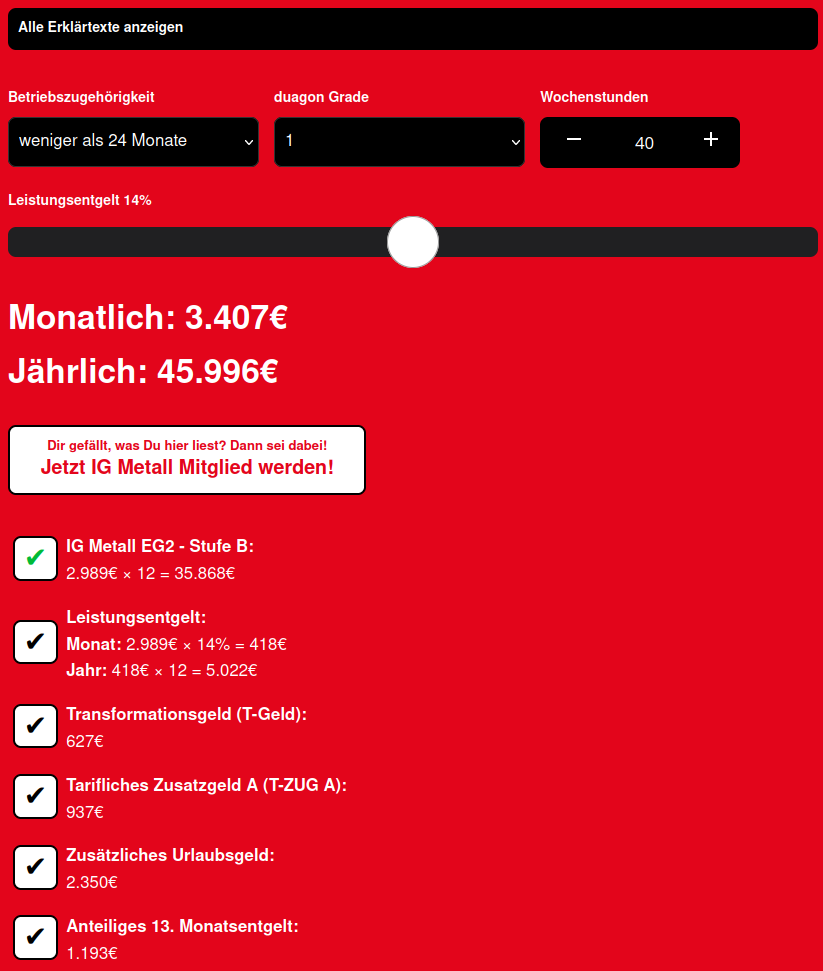 Alle Erklärtexte anzeigen
Betriebszugehörigkeit
duagon Grade
Wochenstunden
weniger als 24 Monate
1
− 40 +
Leistungsentgelt 14%
Monatlich: 3.407€
Jährlich: 45.996€
Dir gefällt, was Du hier liest? Dann sei dabei!
Jetzt IG Metall Mitglied werden!
✔ IG Metall EG2 - Stufe B:
2.989€ × 12 = 35.868€
✔ Leistungsentgelt:
Monat: 2.989€ × 14% = 418€
Jahr: 418€ × 12 = 5.022€
✔ Transformationsgeld (T-Geld):
627€
✔ Tarifliches Zusatzgeld A (T-ZUG A):
937€
✔ Zusätzliches Urlaubsgeld:
2.350€
✔ Anteiliges 13. Monatsentgelt:
1.193€